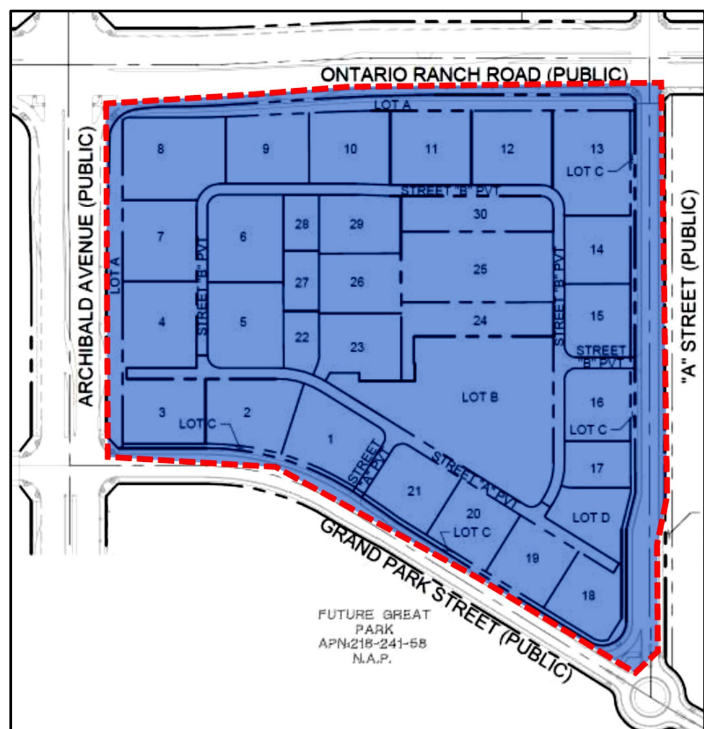 ONTARIO RANCH ROAD (PUBLIC)
LOT A
8
9
10
11
12
13
LOT C
STREET "B" PVT
ARCHIBALD AVENUE (PUBLIC)
LOT A
7
6
28
29
30
14
STREET "B" PVT
STREET "B" PVT
27
26
25
"A" STREET (PUBLIC)
4
5
22
23
24
15
STREET
"B" PVT
3
2
LOT C
1
LOT B
16
LOT C
17
STREET
"A" PVT
STREET "A" PVT
21
20
LOT C
19
LOT D
18
GRAND PARK STREET (PUBLIC)
FUTURE GREAT
PARK
APN:218-241-58
N.A.P.